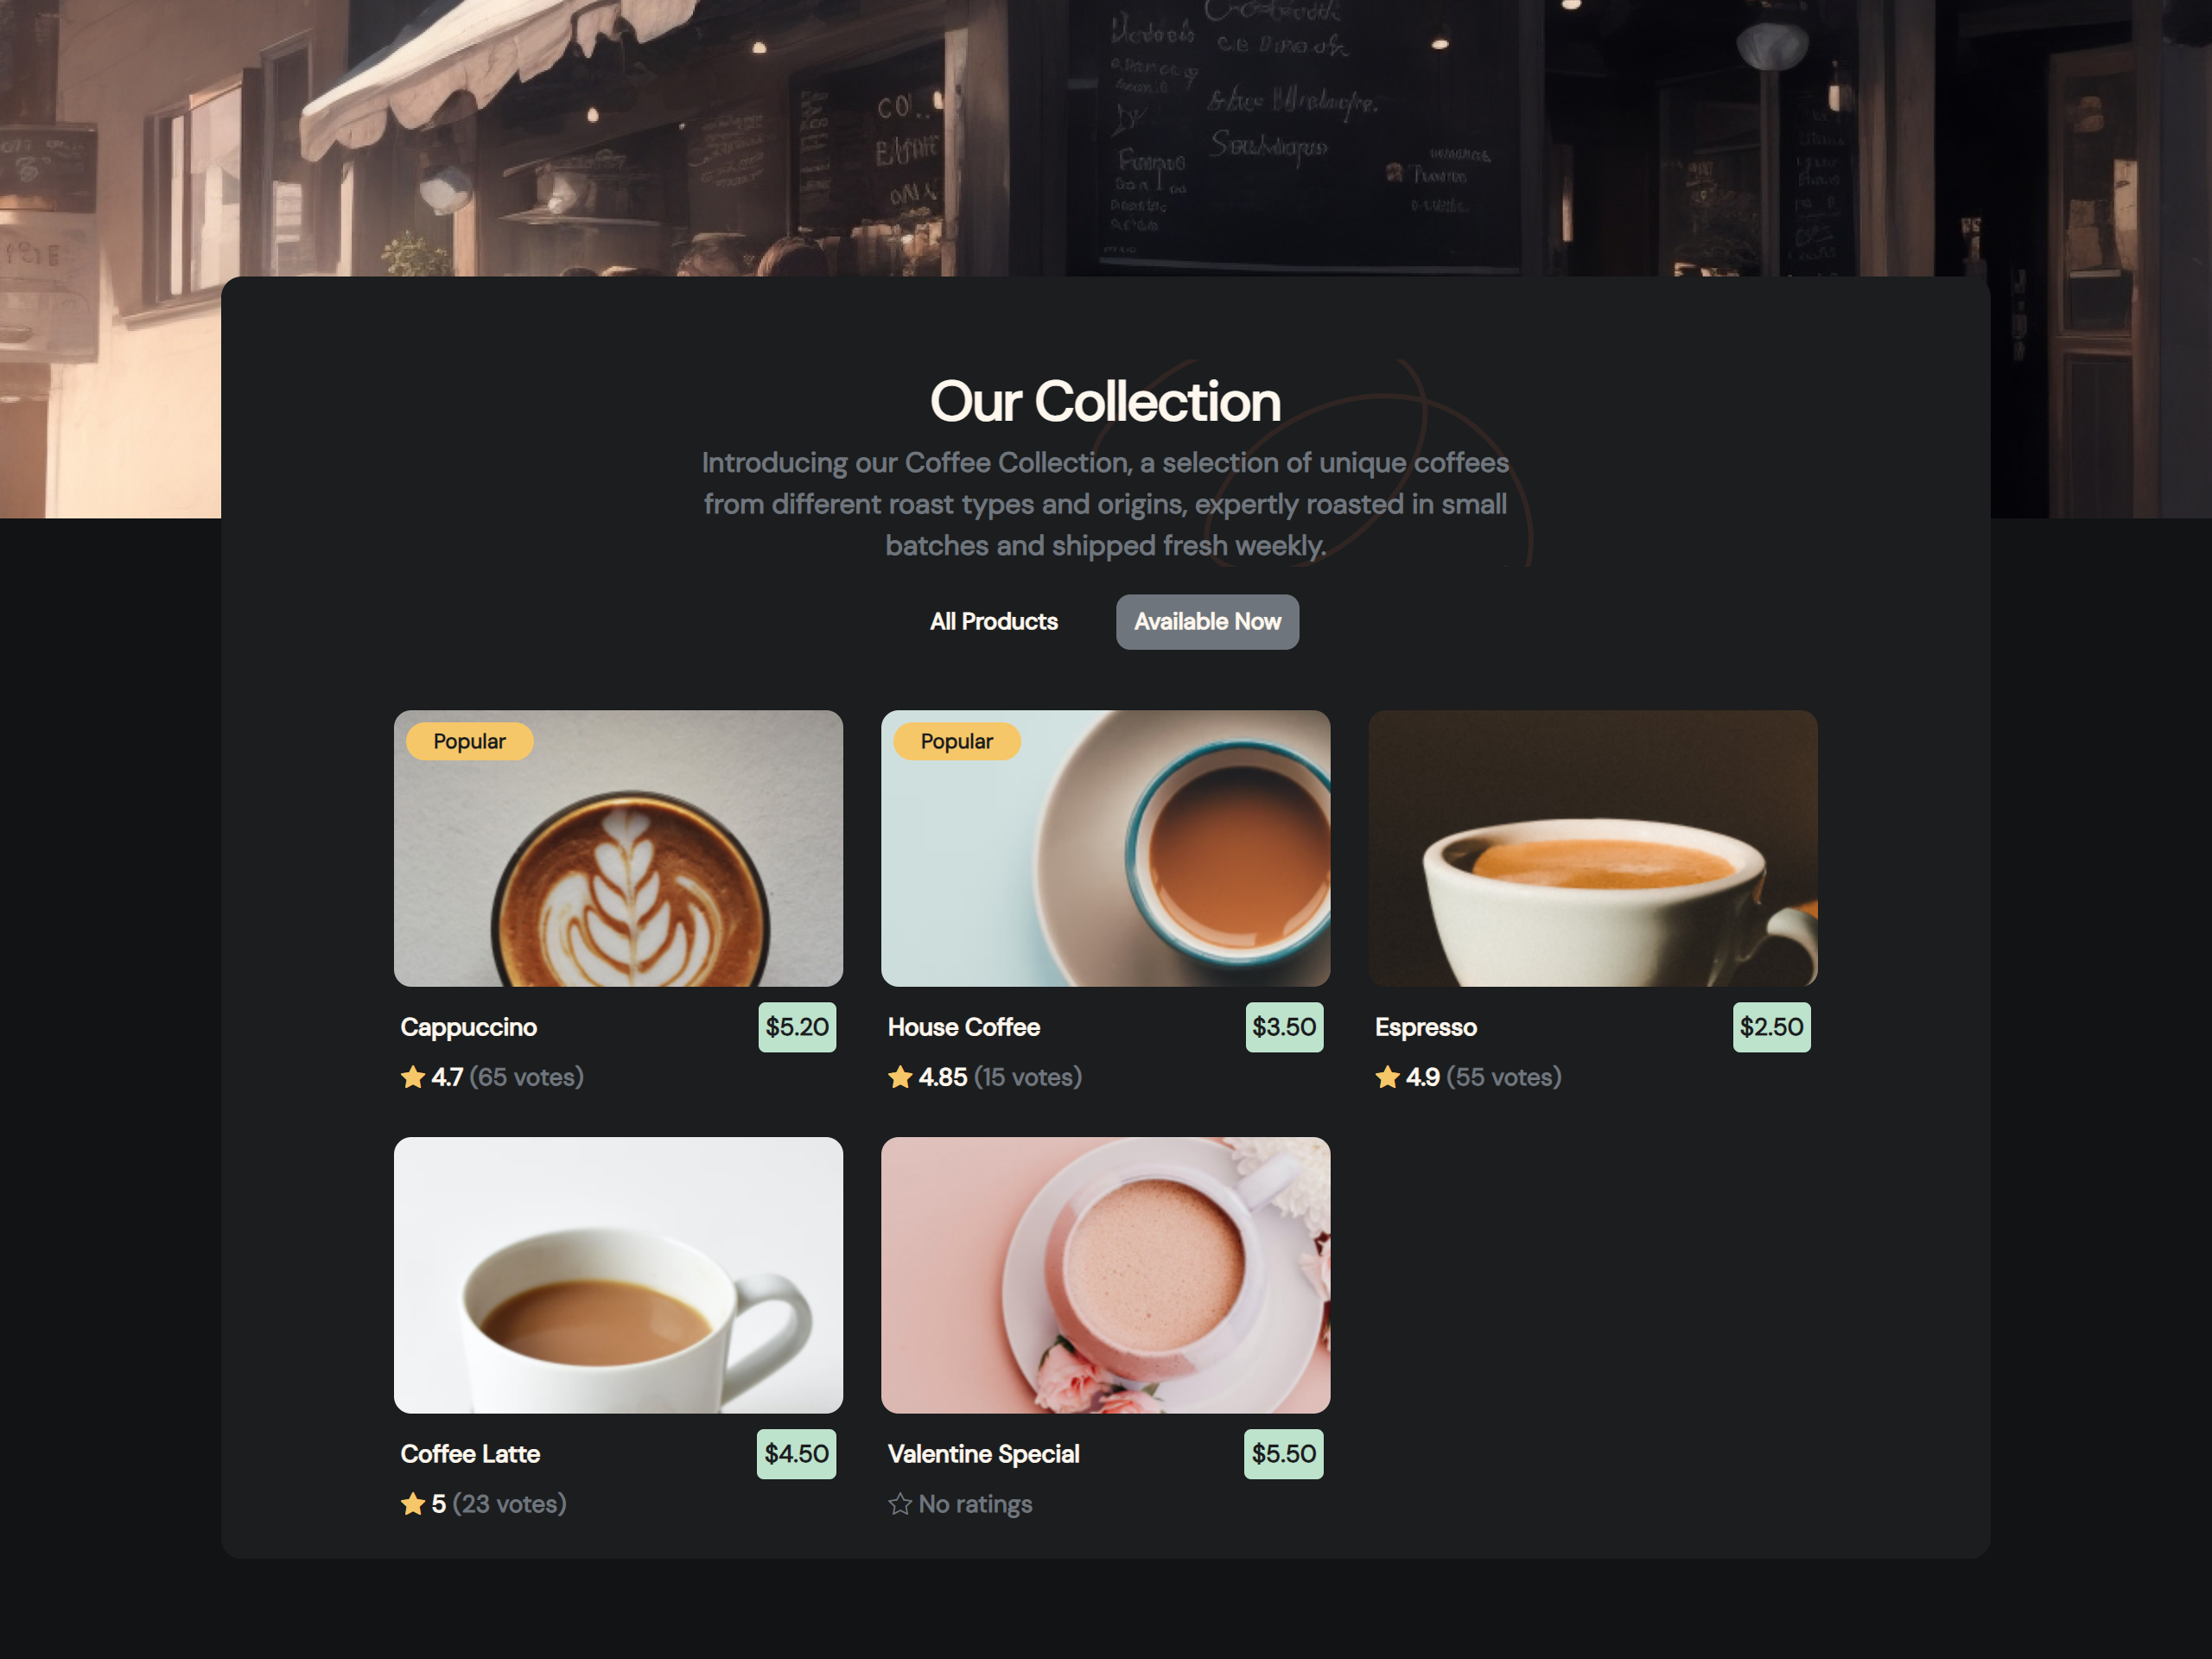 Our Collection
Introducing our Coffee Collection, a selection of unique coffees
from different roast types and origins, expertly roasted in small
batches and shipped fresh weekly.
All Products
Available Now
Popular
Popular
Cappuccino
$5.20
House Coffee
$3.50
Espresso
$2.50
4.7 (65 votes)
4.85 (15 votes)
4.9 (55 votes)
Coffee Latte
$4.50
Valentine Special
$5.50
5 (23 votes)
No ratings